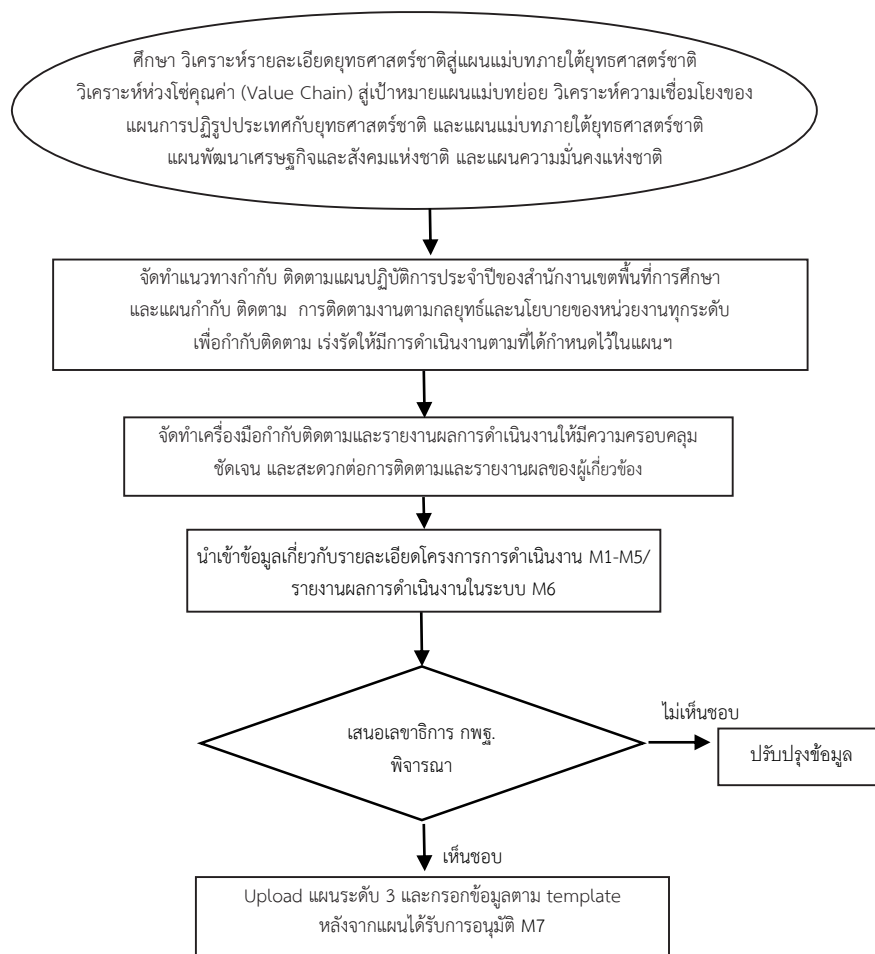 ศึกษา วิเคราะห์รายละเอียดยุทธศาสตร์ชาติสู่แผนแม่บทภายใต้ยุทธศาสตร์ชาติ
วิเคราะห์ห่วงโซ่คุณค่า (Value Chain) สู่เป้าหมายแผนแม่บทย่อย วิเคราะห์ความเชื่อมโยงของ
แผนการปฏิรูปประเทศกับยุทธศาสตร์ชาติ และแผนแม่บทภายใต้ยุทธศาสตร์ชาติ
แผนพัฒนาเศรษฐกิจและสังคมแห่งชาติ และแผนความมั่นคงแห่งชาติ
จัดทำแนวทางกำกับ ติดตามแผนปฏิบัติการประจำปีของสำนักงานเขตพื้นที่การศึกษา
และแผนกำกับ ติดตาม การติดตามงานตามกลยุทธ์และนโยบายของหน่วยงานทุกระดับ
เพื่อกำกับติดตาม เร่งรัดให้มีการดำเนินงานตามที่ได้กำหนดไว้ในแผนฯ
จัดทำเครื่องมือกำกับติดตามและรายงานผลการดำเนินงานให้มีความครอบคลุม
ชัดเจน และสะดวกต่อการติดตามและรายงานผลของผู้เกี่ยวข้อง
นำเข้าข้อมูลเกี่ยวกับรายละเอียดโครงการการดำเนินงาน M1-M5/
รายงานผลการดำเนินงานในระบบ M6
เสนอเลขาธิการ กพฐ.
พิจารณา
ไม่เห็นชอบ
ปรับปรุงข้อมูล
เห็นชอบ
Upload แผนระดับ 3 และกรอกข้อมูลตาม template
หลังจากแผนได้รับการอนุมัติ M7